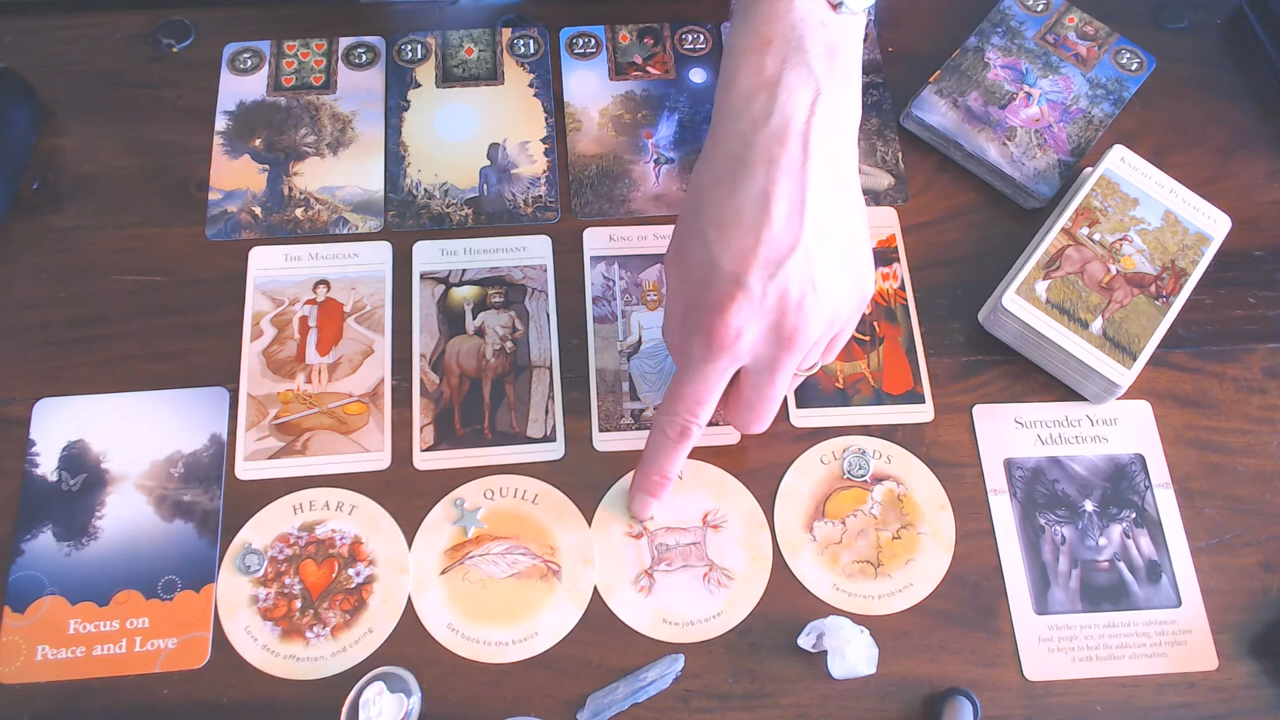 5
5
31
31
22
22
34
34
THE MAGICIAN
THE HIEROPHANT
KING OF
KNIGHT OF PENTACLES
Focus on
Peace and Love
HEART
Love, deep affection, and caring
QUILL
Get back to the basics
New job/career.
Temporary problems
Surrender Your
Addictions
Whether you're addicted to substances,
food, people, sex, or overworking, take action
to begin to heal the addiction and replace
it with healthier alternatives.